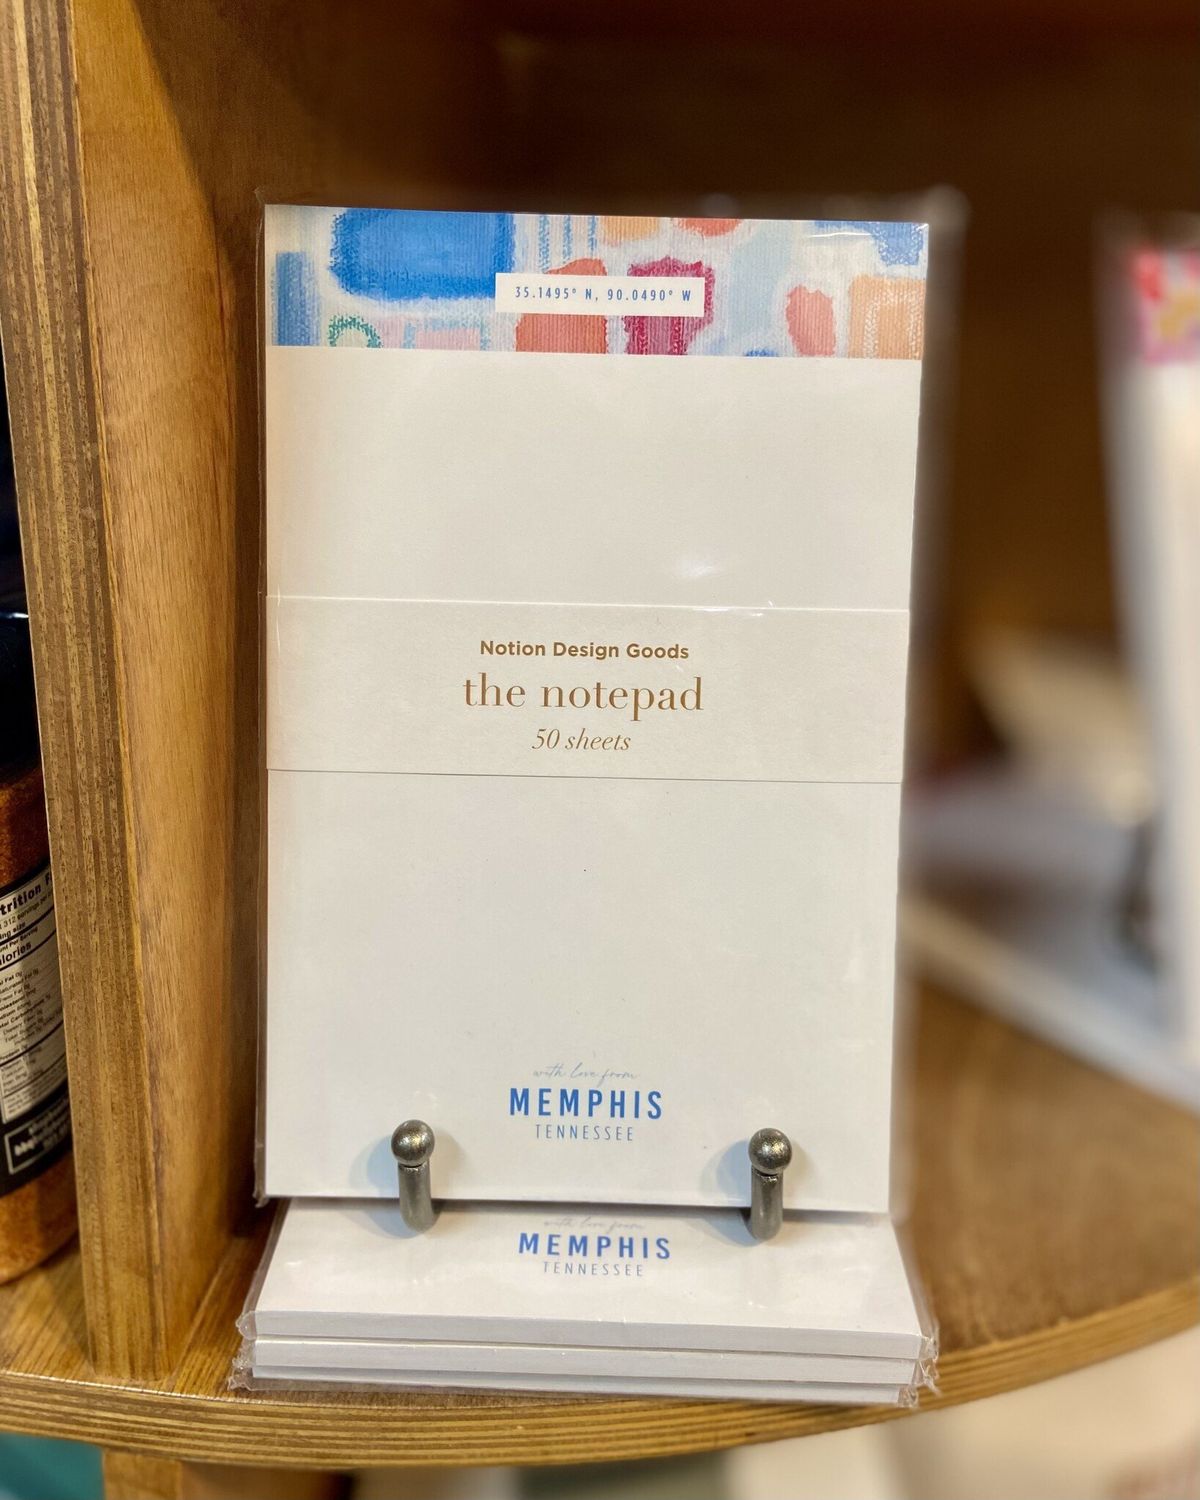 35.1495° N, 90.0490° W
Notion Design Goods
the notepad
50 sheets
with love from
MEMPHIS
TENNESSEE
with love from
MEMPHIS
TENNESSEE